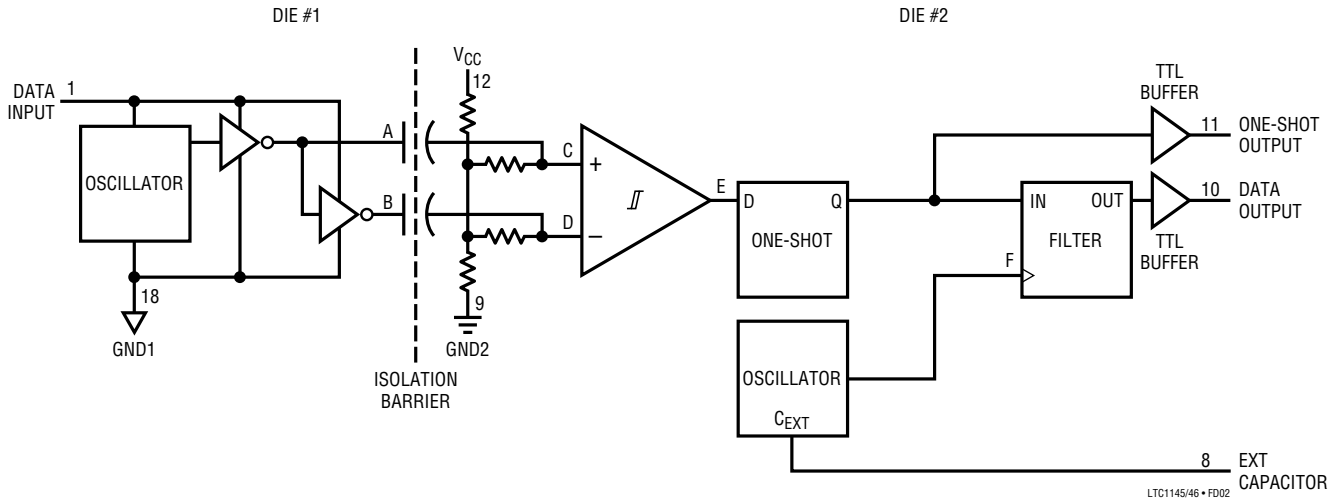 DIE #1
DIE #2
DATA
INPUT
1
OSCILLATOR
18
GND1
A
B
ISOLATION
BARRIER
VCC
12
9
GND2
C
+
D
–
E
D
Q
ONE-SHOT
OSCILLATOR
CEXT
F
IN
OUT
FILTER
TTL
BUFFER
11
ONE-SHOT
OUTPUT
10
DATA
OUTPUT
TTL
BUFFER
8
EXT
CAPACITOR
LTC1145/46 • FD02